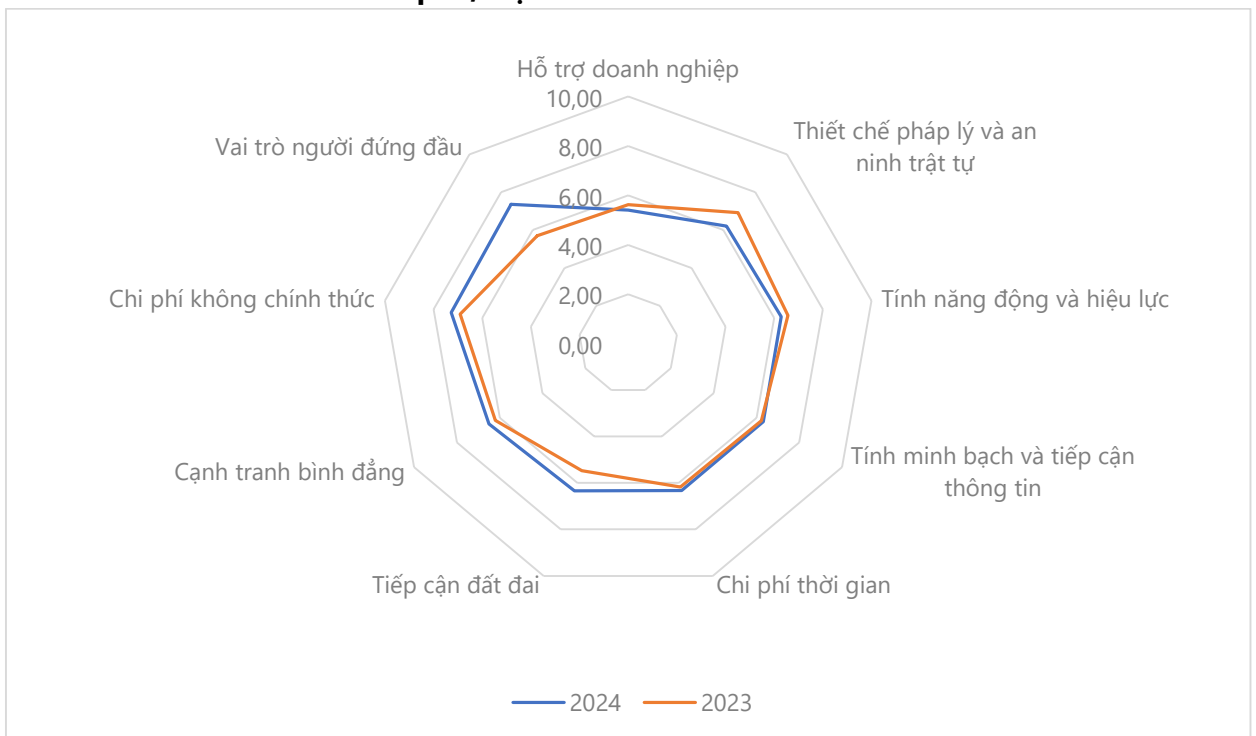 Hỗ trợ doanh nghiệp
10,00
8,00
6,00
4,00
2,00
0,00
Thiết chế pháp lý và an
ninh trật tự
Tính năng động và hiệu lực
Tính minh bạch và tiếp cận
thông tin
Chi phí thời gian
Tiếp cận đất đai
Cạnh tranh bình đẳng
Chi phí không chính thức
Vai trò người đứng đầu
2024
2023